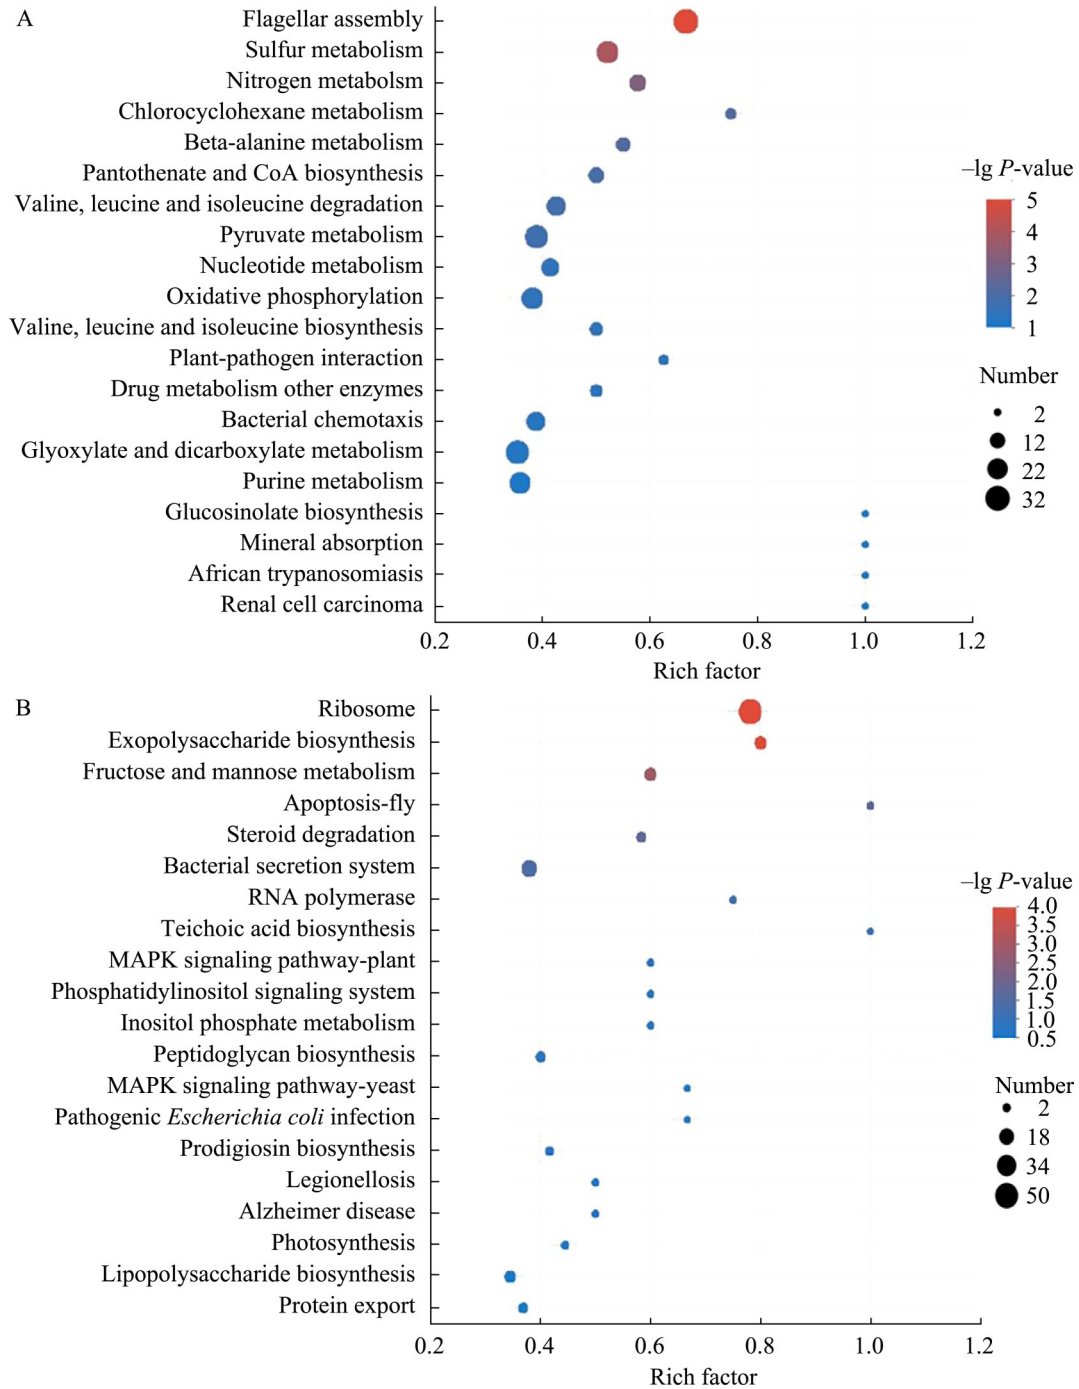 A
Flagellar assembly
Sulfur metabolism
Nitrogen metabolsm
Chlorocyclohexane metabolism
Beta-alanine metabolism
Pantothenate and CoA biosynthesis
Valine, leucine and isoleucine degradation
Pyruvate metabolism
Nucleotide metabolism
Oxidative phosphorylation
Valine, leucine and isoleucine biosynthesis
Plant-pathogen interaction
Drug metabolism other enzymes
Bacterial chemotaxis
Glyoxylate and dicarboxylate metabolism
Purine metabolism
Glucosinolate biosynthesis
Mineral absorption
African trypanosomiasis
Renal cell carcinoma
0.2 0.4 0.6 0.8 1.0 1.2
Rich factor
–lg P-value
5
4
3
2
1
Number
2
12
22
32
B
Ribosome
Exopolysaccharide biosynthesis
Fructose and mannose metabolism
Apoptosis-fly
Steroid degradation
Bacterial secretion system
RNA polymerase
Teichoic acid biosynthesis
MAPK signaling pathway-plant
Phosphatidylinositol signaling system
Inositol phosphate metabolism
Peptidoglycan biosynthesis
MAPK signaling pathway-yeast
Pathogenic Escherichia coli infection
Prodigiosin biosynthesis
Legionellosis
Alzheimer disease
Photosynthesis
Lipopolysaccharide biosynthesis
Protein export
0.2 0.4 0.6 0.8 1.0 1.2
Rich factor
–lg P-value
4.0
3.5
3.0
2.5
2.0
1.5
1.0
0.5
Number
2
18
34
50